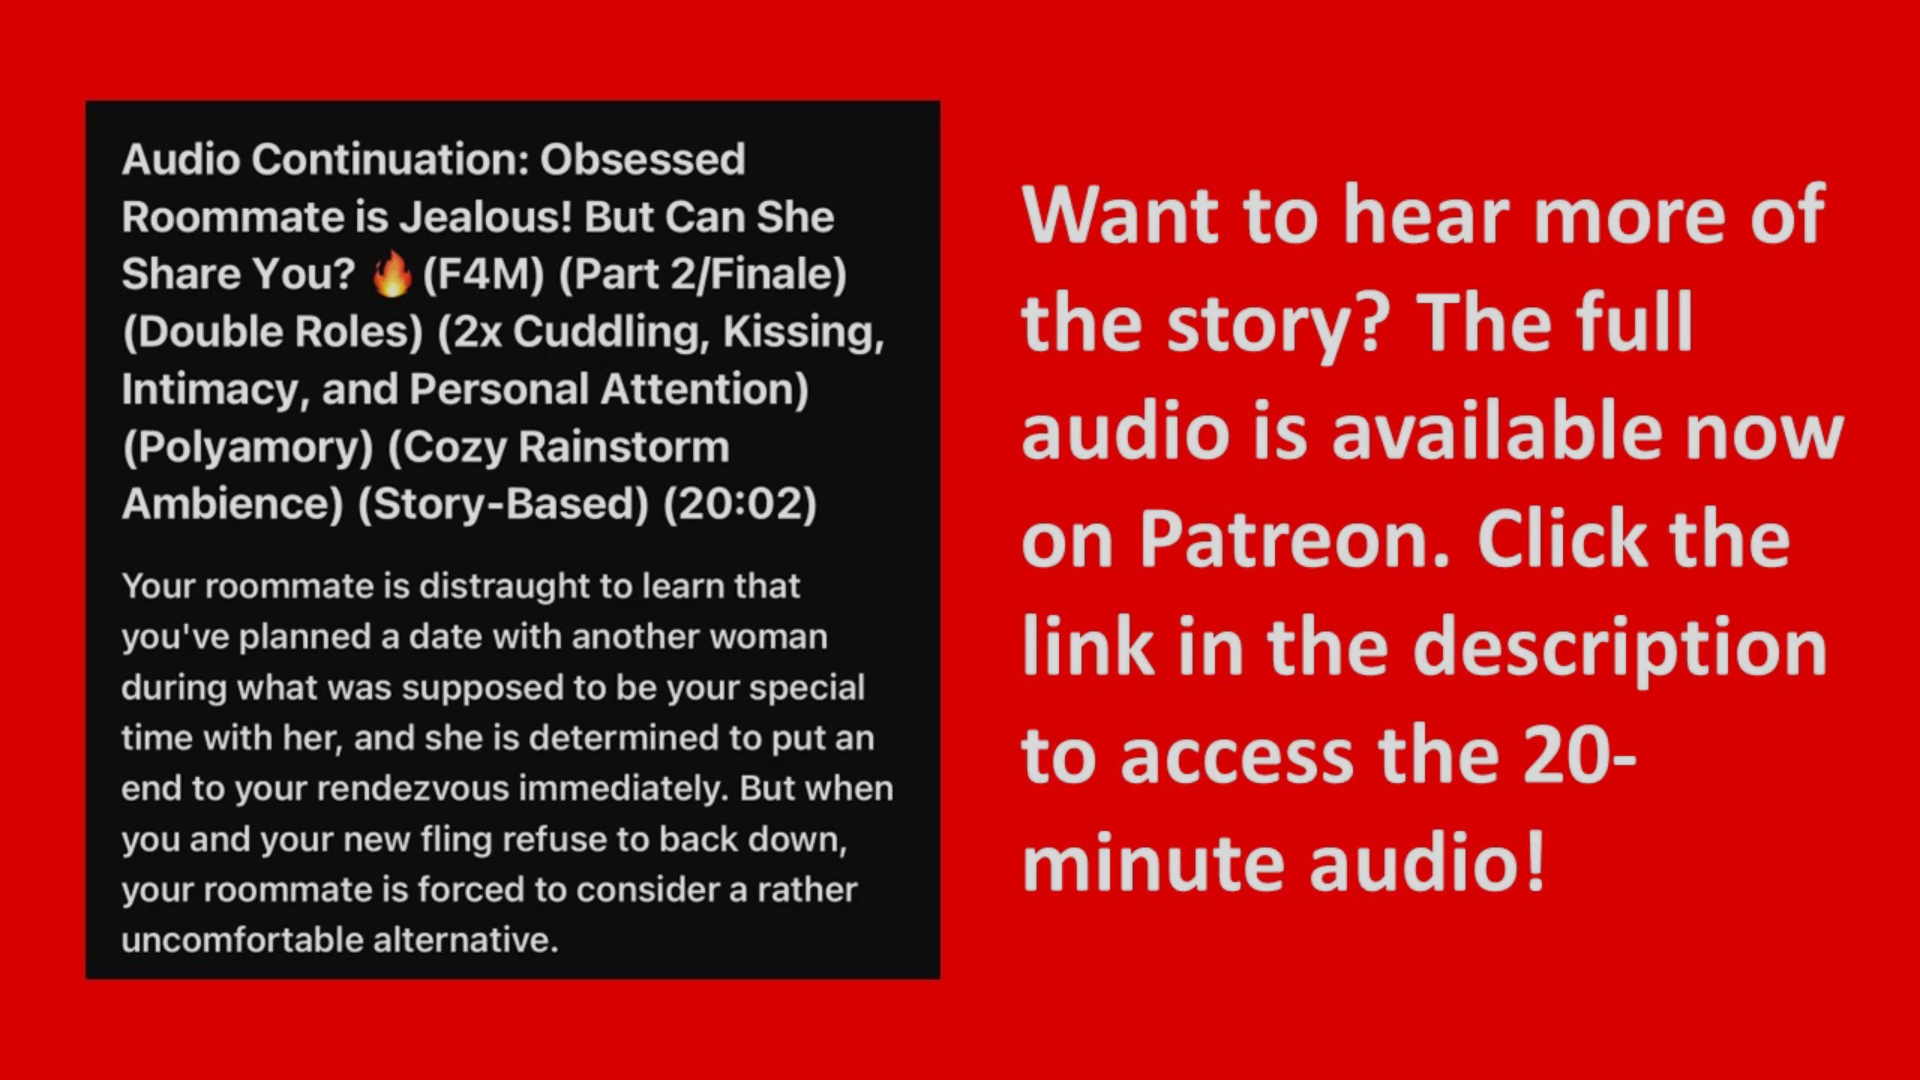 Audio Continuation: Obsessed
Roommate is Jealous! But Can She
Share You? 🔥 (F4M) (Part 2/Finale)
(Double Roles) (2x Cuddling, Kissing,
Intimacy, and Personal Attention)
(Polyamory) (Cozy Rainstorm
Ambience) (Story-Based) (20:02)
Your roommate is distraught to learn that
you've planned a date with another woman
during what was supposed to be your special
time with her, and she is determined to put an
end to your rendezvous immediately. But when
you and your new fling refuse to back down,
your roommate is forced to consider a rather
uncomfortable alternative.
Want to hear more of
the story? The full
audio is available now
on Patreon. Click the
link in the description
to access the 20-
minute audio!